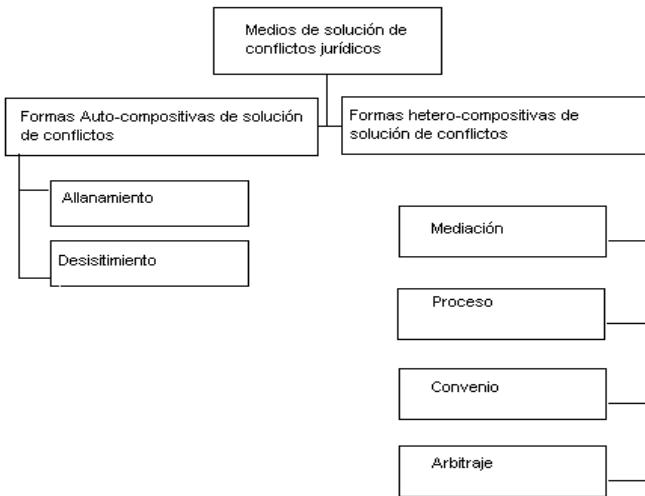 Medios de solución de
conflictos jurídicos
Formas Auto-compositivas de solución
de conflictos
Formas hetero-compositivas de
solución de conflictos
Allanamiento
Desisitimiento
Mediación
Proceso
Convenio
Arbitraje